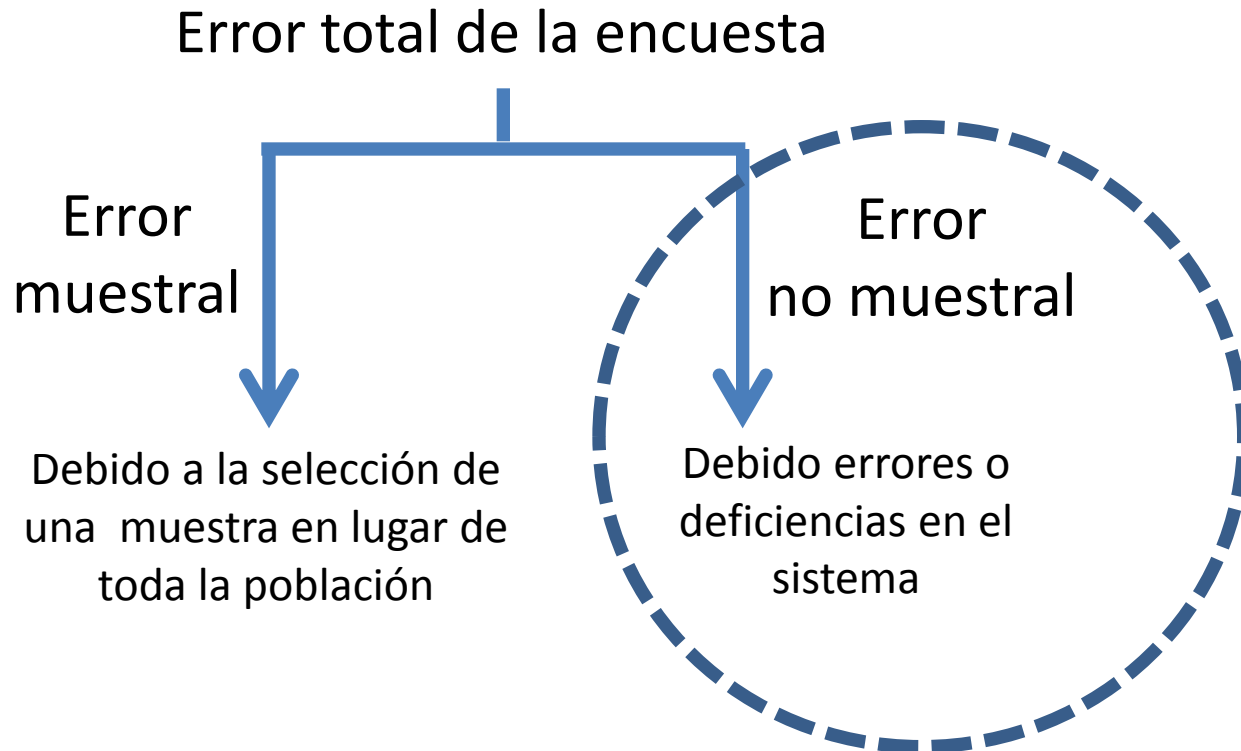 Error total de la encuesta
Error
muestral
Error
no muestral
Debido a la selección de
una muestra en lugar de
toda la población
Debido errores o
deficiencias en el
sistema